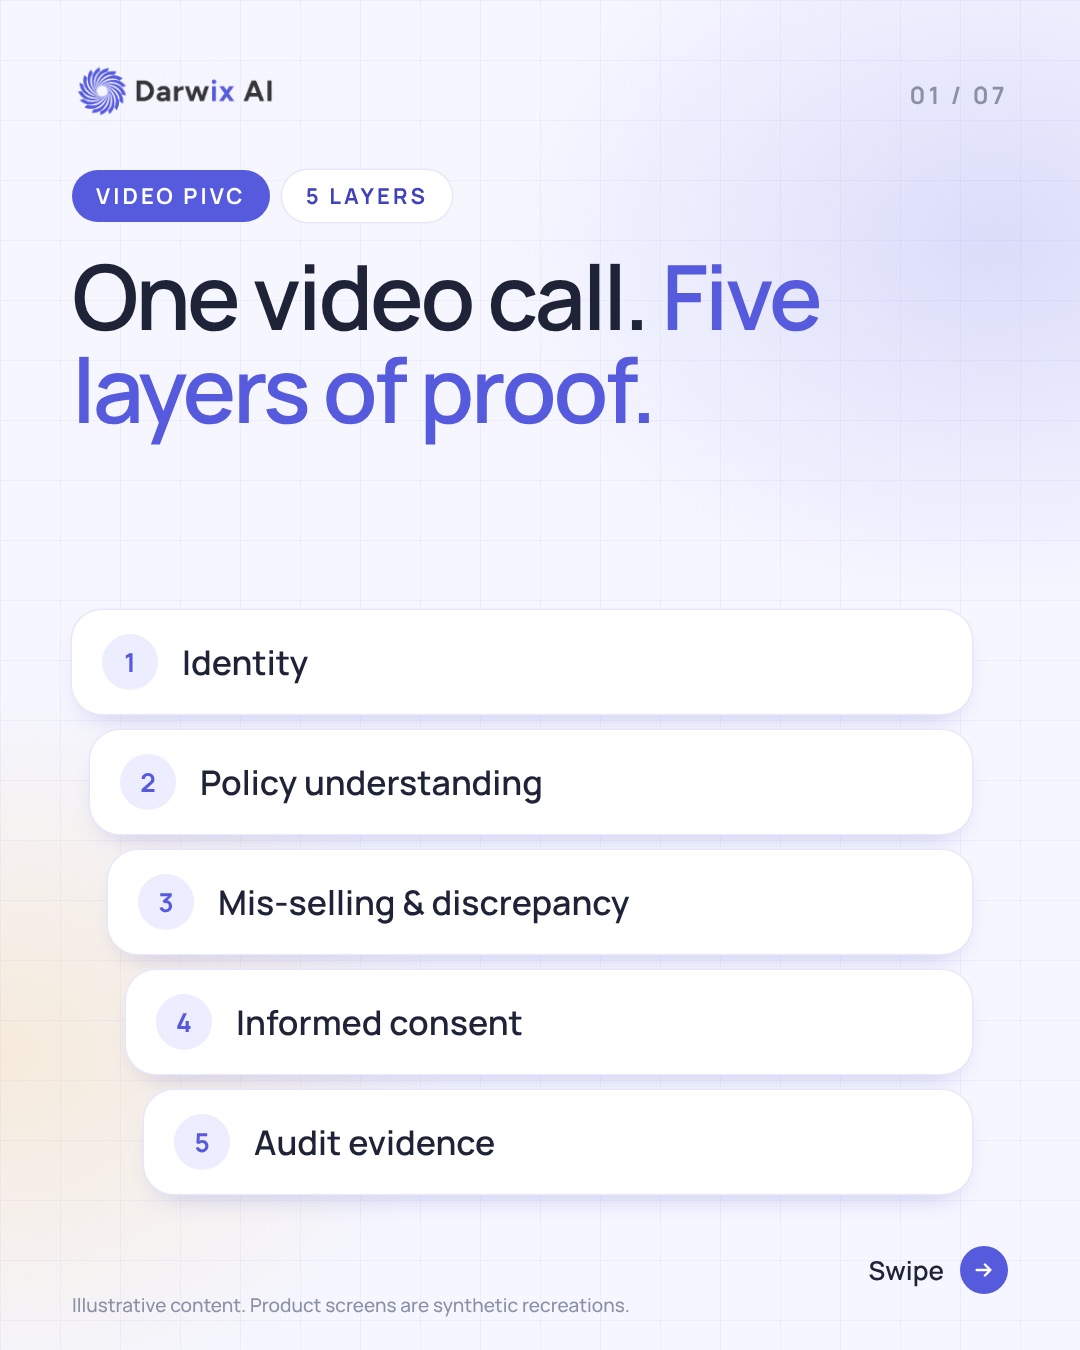 Darwix AI
01 / 07
VIDEO PIVC
5 LAYERS
One video call. Five
layers of proof.
1 Identity
2 Policy understanding
3 Mis-selling & discrepancy
4 Informed consent
5 Audit evidence
Swipe →
Illustrative content. Product screens are synthetic recreations.